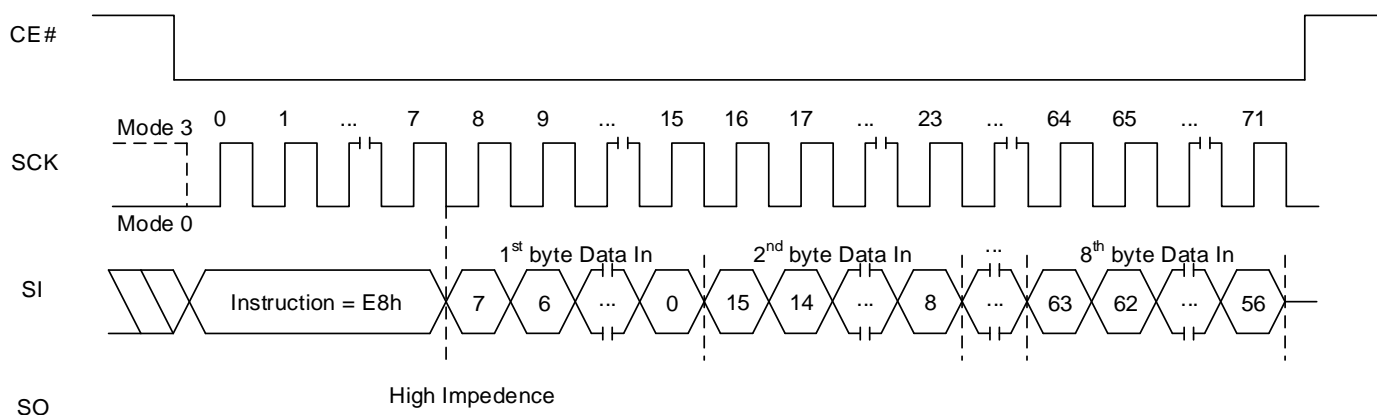 CE#
0 1 ... 7 8 9 ... 15 16 17 ... 23 ... 64 65 ... 71
Mode 3
SCK
Mode 0
1st byte Data In 2nd byte Data In ... 8th byte Data In
SI
Instruction = E8h 7 6 ... 0 15 14 ... 8 ... 63 62 ... 56
High Impedence
SO